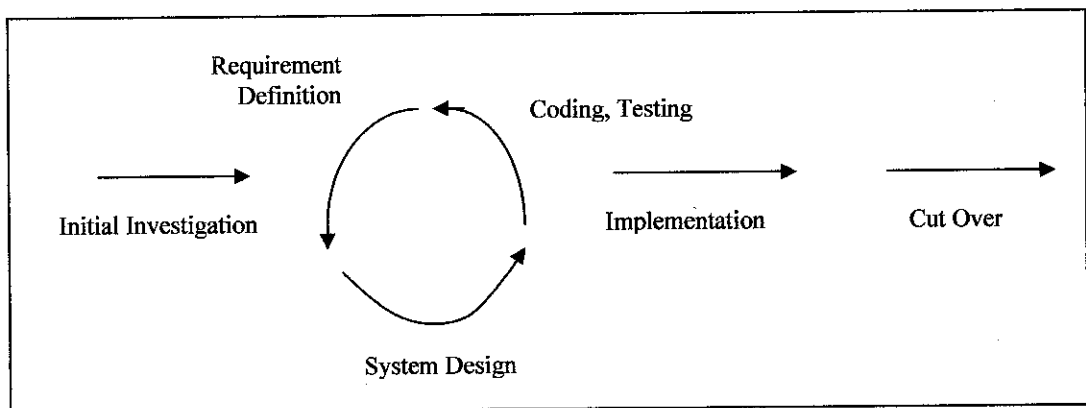 Requirement
Definition
Coding, Testing
Initial Investigation
Implementation
Cut Over
System Design